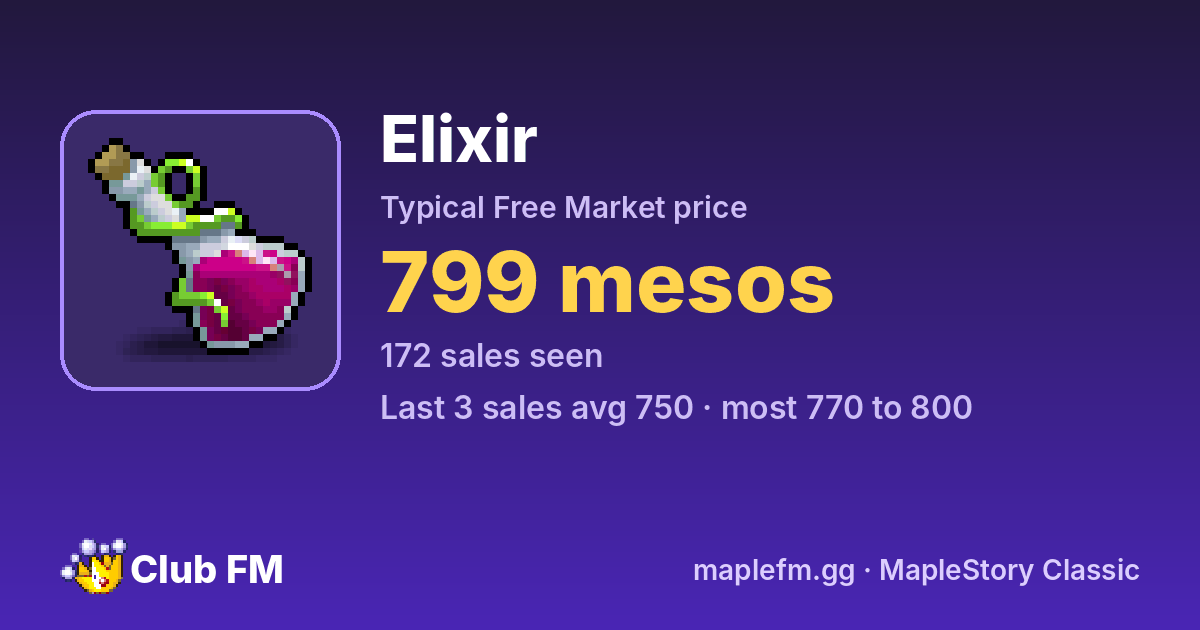 Elixir
Typical Free Market price
799 mesos
172 sales seen
Last 3 sales avg 750 · most 770 to 800
Club FM
maplefm.gg · MapleStory Classic